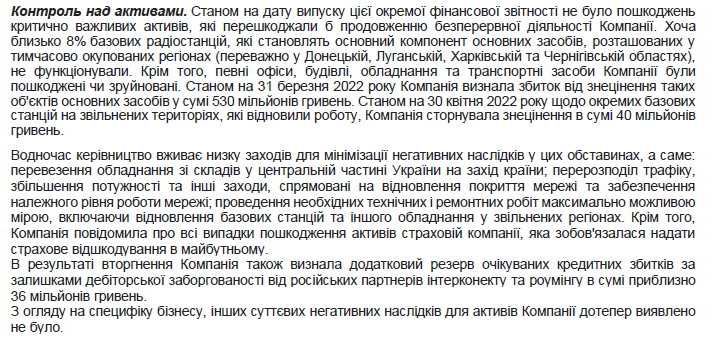 Контроль над активами. Станом на дату випуску цієї окремої фінансової звітності не було пошкоджень
критично важливих активів, які перешкоджали б продовженню безперервної діяльності Компанії. Хоча
близько 8% базових радіостанцій, які становлять основний компонент основних засобів, розташованих у
тимчасово окупованих регіонах (переважно у Донецькій, Луганській, Харківській та Чернігівській областях),
не функціонували. Крім того, певні офіси, будівлі, обладнання та транспортні засоби Компанії були
пошкоджені чи зруйновані. Станом на 31 березня 2022 року Компанія визнала збиток від знецінення таких
об'єктів основних засобів у сумі 530 мільйонів гривень. Станом на 30 квітня 2022 року щодо окремих базових
станцій на звільнених територіях, які відновили роботу, Компанія сторнувала знецінення в сумі 40 мільйонів
гривень.
Водночас керівництво вживає низку заходів для мінімізації негативних наслідків у цих обставинах, а саме:
перевезення обладнання зі складів у центральній частині України на захід країни; перерозподіл трафіку,
збільшення потужності та інші заходи, спрямовані на відновлення покриття мережі та забезпечення
належного рівня роботи мережі; проведення необхідних технічних і ремонтних робіт максимально можливою
мірою, включаючи відновлення базових станцій та іншого обладнання у звільнених регіонах. Крім того,
Компанія повідомила про всі випадки пошкодження активів страховій компанії, яка зобов'язалася надати
страхове відшкодування в майбутньому.
В результаті вторгнення Компанія також визнала додатковий резерв очікуваних кредитних збитків за
залишками дебіторської заборгованості від російських партнерів інтерконекту та роумінгу в сумі приблизно
36 мільйонів гривень.
З огляду на специфіку бізнесу, інших суттєвих негативних наслідків для активів Компанії дотепер виявлено
не було.